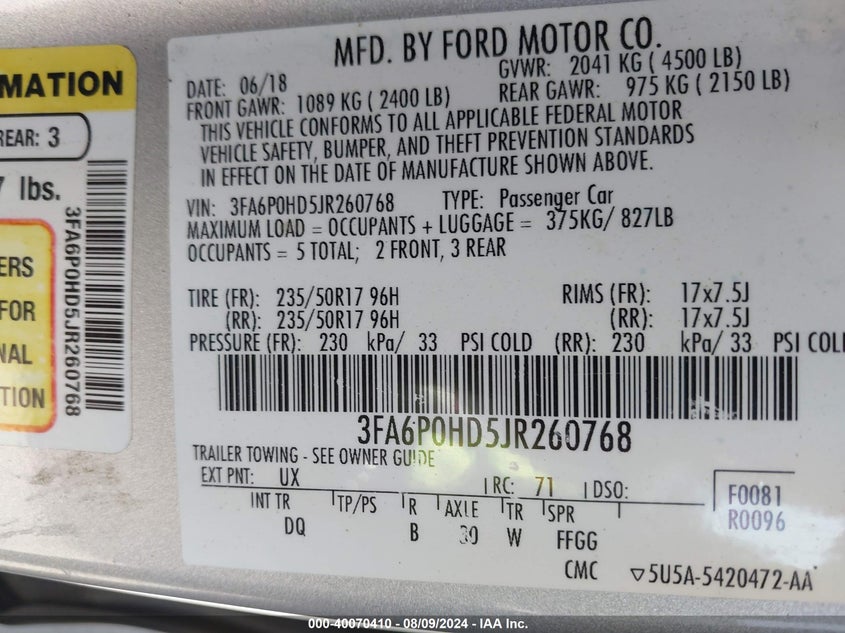 MATION
REAR: 3
7 lbs.
ERS
FOR
NAL
TION
3FA6P0HD5JR260768
MFD. BY FORD MOTOR CO.
DATE: 06/18 GVWR: 2041 KG ( 4500 LB)
FRONT GAWR: 1089 KG ( 2400 LB) REAR GAWR: 975 KG ( 2150 LB)
THIS VEHICLE CONFORMS TO ALL APPLICABLE FEDERAL MOTOR
VEHICLE SAFETY, BUMPER, AND THEFT PREVENTION STANDARDS
IN EFFECT ON THE DATE OF MANUFACTURE SHOWN ABOVE.
VIN: 3FA6P0HD5JR260768 TYPE: Passenger Car
MAXIMUM LOAD = OCCUPANTS + LUGGAGE = 375KG/ 827LB
OCCUPANTS = 5 TOTAL; 2 FRONT, 3 REAR
TIRE (FR): 235/50R17 96H RIMS (FR): 17x7.5J
(RR): 235/50R17 96H (RR): 17x7.5J
PRESSURE (FR): 230 kPa/ 33 PSI COLD (RR): 230 kPa/ 33 PSI COLD
3FA6P0HD5JR260768
TRAILER TOWING - SEE OWNER GUIDE
EXT PNT: UX RC: 71 DSO: F0081
INT TR TP/PS R AXLE TR SPR R0096
DQ B 30 W FFGG
CMC ▽5U5A-5420472-AA
000-40070410 - 08/09/2024 - IAA Inc.